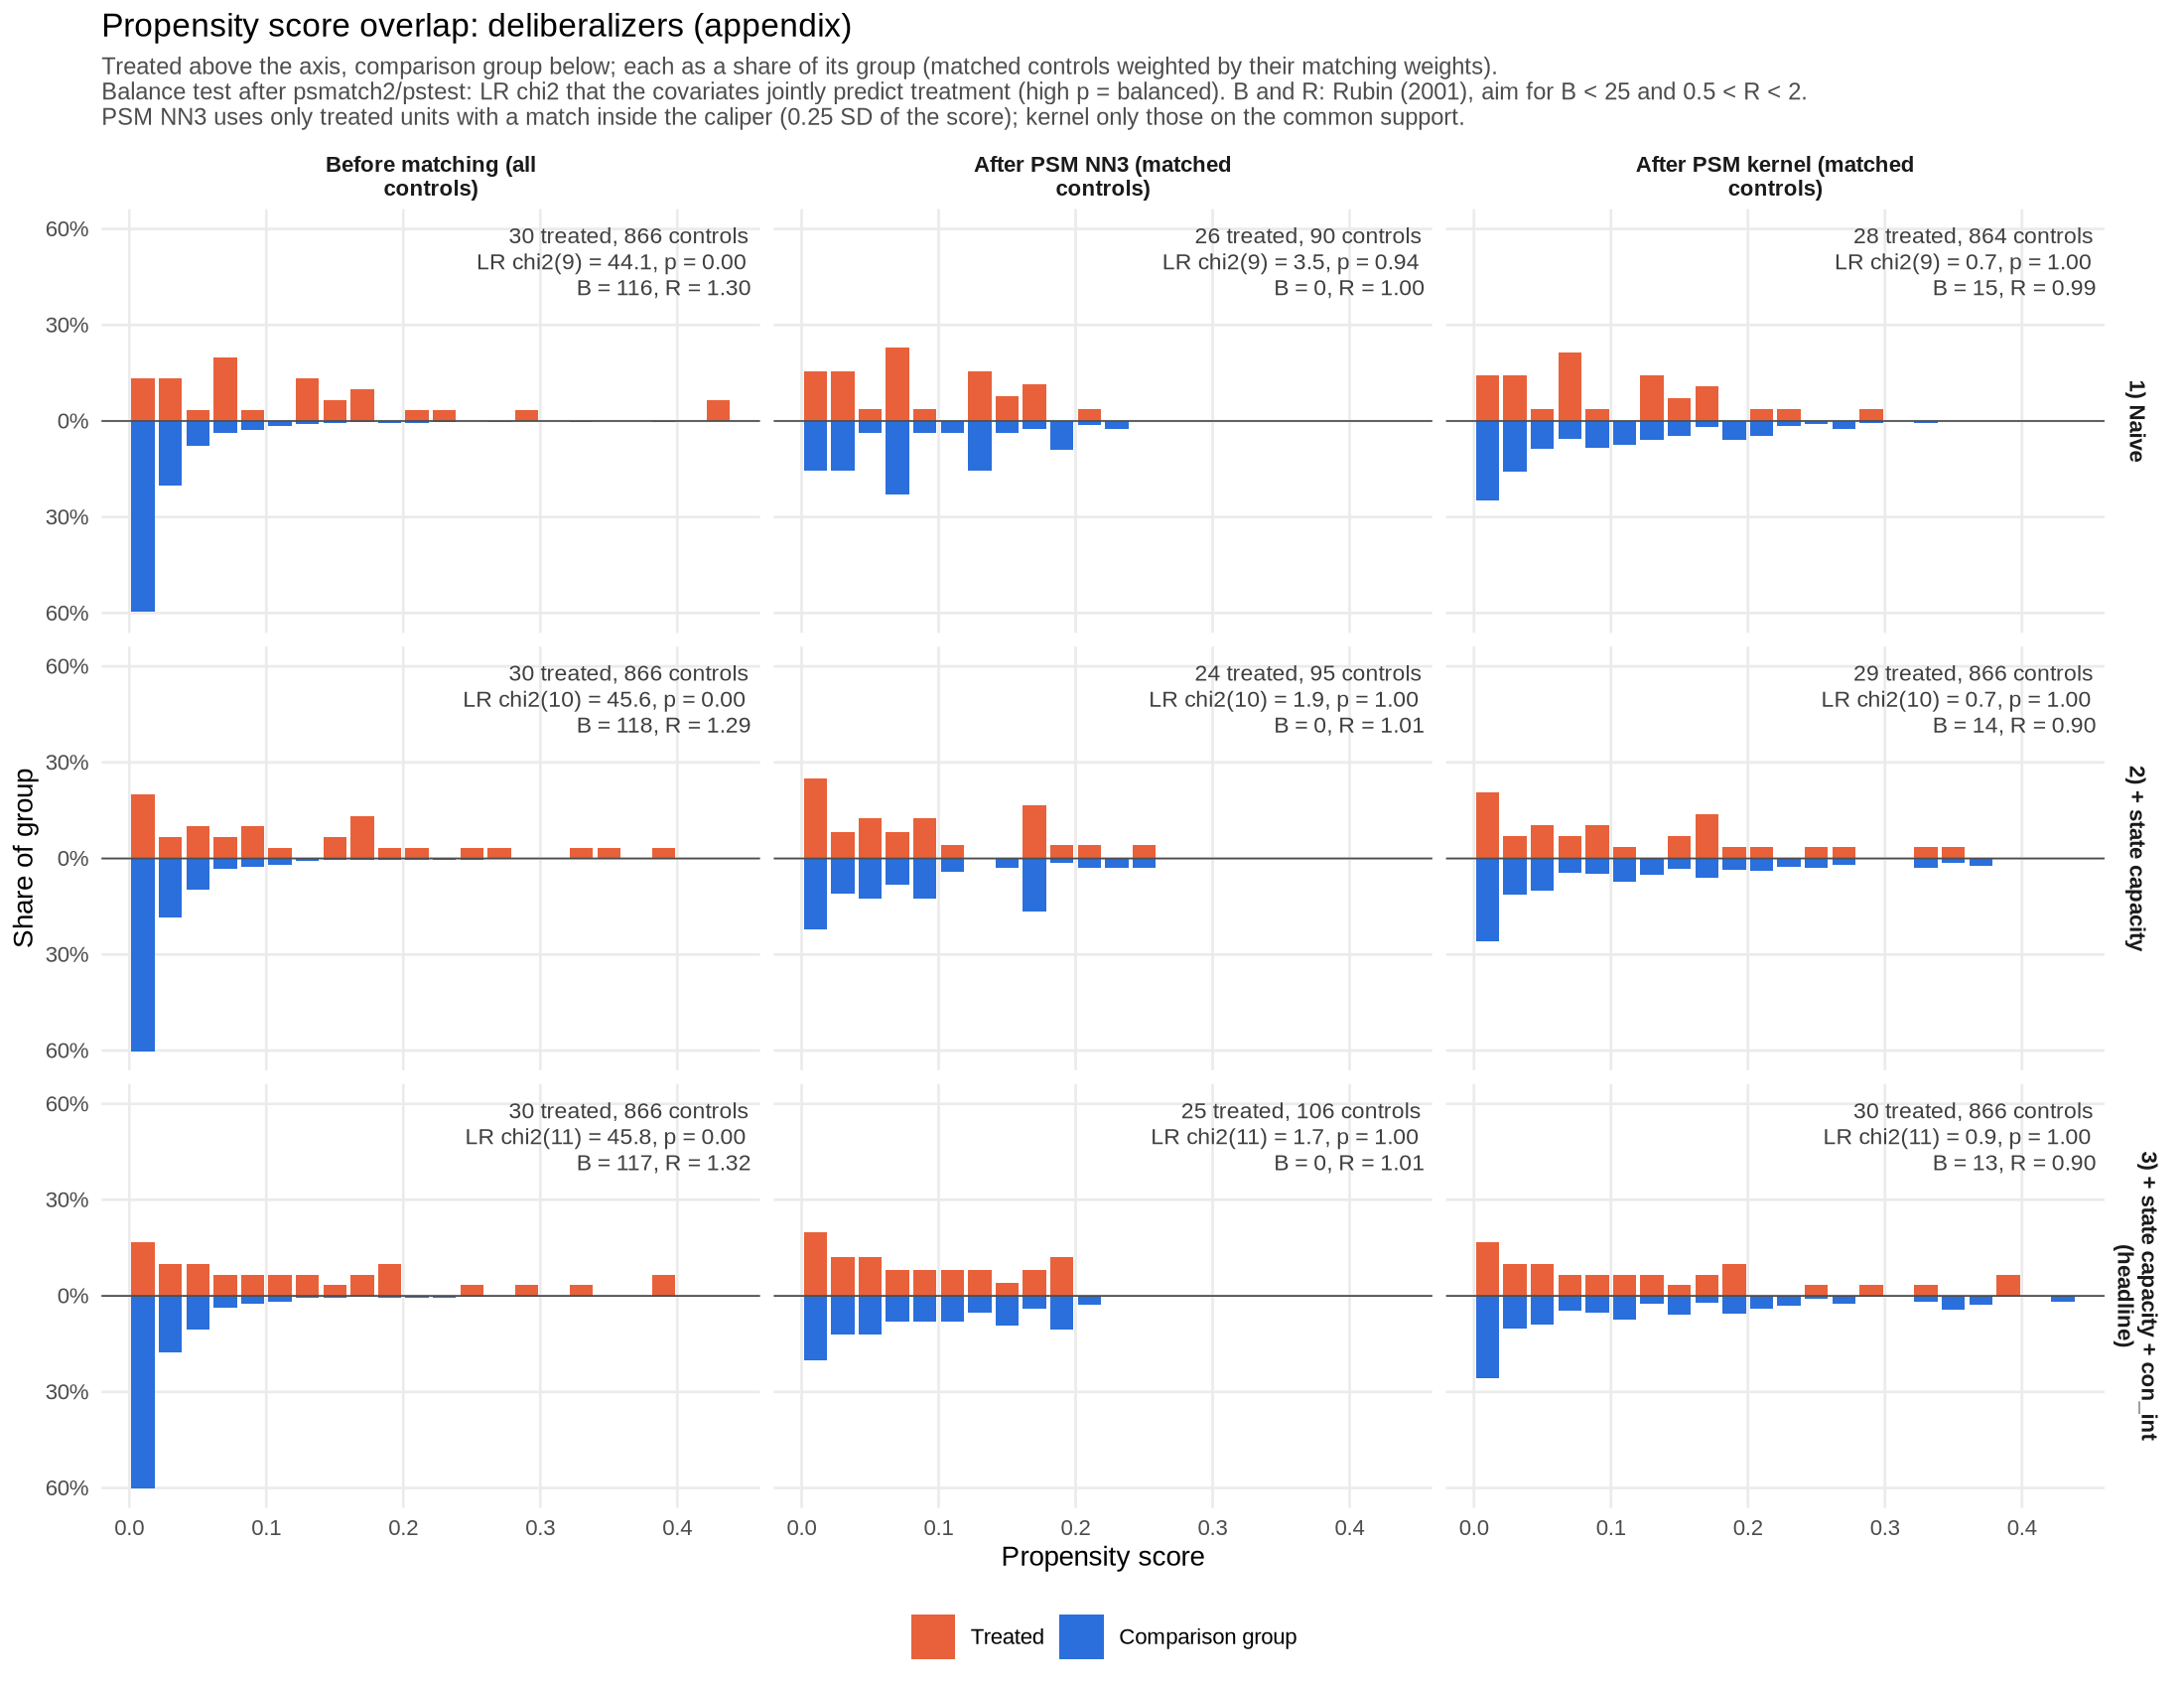 Propensity score overlap: deliberalizers (appendix)
Treated above the axis, comparison group below; each as a share of its group (matched controls weighted by their matching weights).
Balance test after psmatch2/pstest: LR chi2 that the covariates jointly predict treatment (high p = balanced). B and R: Rubin (2001), aim for B < 25 and 0.5 < R < 2.
PSM NN3 uses only treated units with a match inside the caliper (0.25 SD of the score); kernel only those on the common support.
Before matching (all
controls)
After PSM NN3 (matched
controls)
After PSM kernel (matched
controls)
60%
30%
0%
30%
60%
30 treated, 866 controls
LR chi2(9) = 44.1, p = 0.00
B = 116, R = 1.30
26 treated, 90 controls
LR chi2(9) = 3.5, p = 0.94
B = 0, R = 1.00
28 treated, 864 controls
LR chi2(9) = 0.7, p = 1.00
B = 15, R = 0.99
1) Naive
60%
30%
0%
30%
60%
30 treated, 866 controls
LR chi2(10) = 45.6, p = 0.00
B = 118, R = 1.29
24 treated, 95 controls
LR chi2(10) = 1.9, p = 1.00
B = 0, R = 1.01
29 treated, 866 controls
LR chi2(10) = 0.7, p = 1.00
B = 14, R = 0.90
2) + state capacity
Share of group
60%
30%
0%
30%
60%
30 treated, 866 controls
LR chi2(11) = 45.8, p = 0.00
B = 117, R = 1.32
25 treated, 106 controls
LR chi2(11) = 1.7, p = 1.00
B = 0, R = 1.01
30 treated, 866 controls
LR chi2(11) = 0.9, p = 1.00
B = 13, R = 0.90
3) + state capacity + con_int
(headline)
0.0 0.1 0.2 0.3 0.4
0.0 0.1 0.2 0.3 0.4
0.0 0.1 0.2 0.3 0.4
Propensity score
Treated
Comparison group